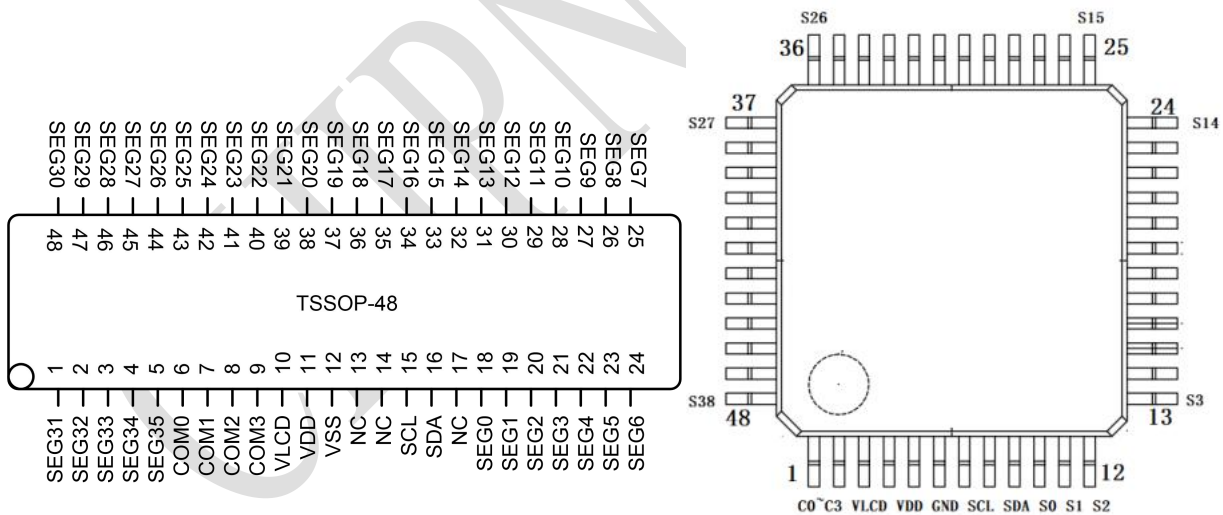 SEG30 SEG29 SEG28 SEG27 SEG26 SEG25 SEG24 SEG23 SEG22 SEG21 SEG20 SEG19 SEG18 SEG17 SEG16 SEG15 SEG14 SEG13 SEG12 SEG11 SEG10 SEG9 SEG8 SEG7
48 47 46 45 44 43 42 41 40 39 38 37 36 35 34 33 32 31 30 29 28 27 26 25
TSSOP-48
1 2 3 4 5 6 7 8 9 10 11 12 13 14 15 16 17 18 19 20 21 22 23 24
SEG31 SEG32 SEG33 SEG34 SEG35 COM0 COM1 COM2 COM3 VLCD VDD VSS NC NC SCL SDA NC SEG0 SEG1 SEG2 SEG3 SEG4 SEG5 SEG6
S26 S15
36 25
37 24
S27 S14
S38 S3
48 13
1 12
C0~C3 VLCD VDD GND SCL SDA S0 S1 S2